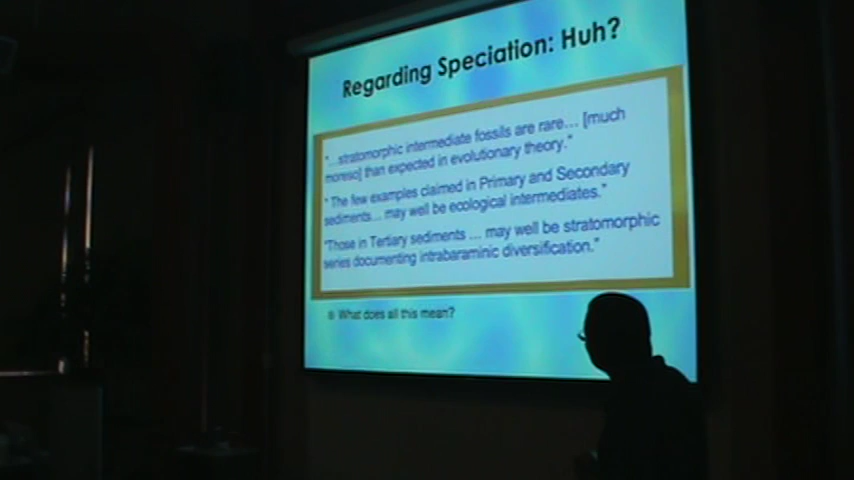 Regarding Speciation: Huh?
"...stratomorphic intermediate fossils are rare... [much
moreso] than expected in evolutionary theory."
" The few examples claimed in Primary and Secondary
sediments... may well be ecological intermediates."
"Those in Tertiary sediments ... may well be stratomorphic
series documenting intrabaraminic diversification."
What does all this mean?